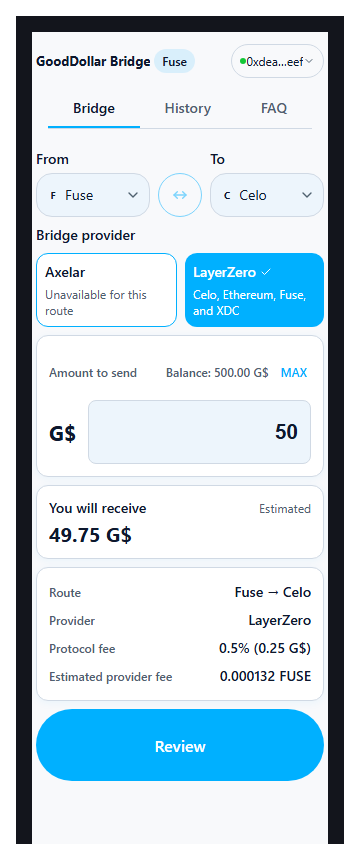 GoodDollar Bridge Fuse 0xdea...eef
Bridge History FAQ
From To
F Fuse C Celo
Bridge provider
Axelar LayerZero
Unavailable for this Celo, Ethereum, Fuse,
route and XDC
Amount to send Balance: 500.00 G$ MAX
G$ 50
You will receive Estimated
49.75 G$
Route Fuse → Celo
Provider LayerZero
Protocol fee 0.5% (0.25 G$)
Estimated provider fee 0.000132 FUSE
Review